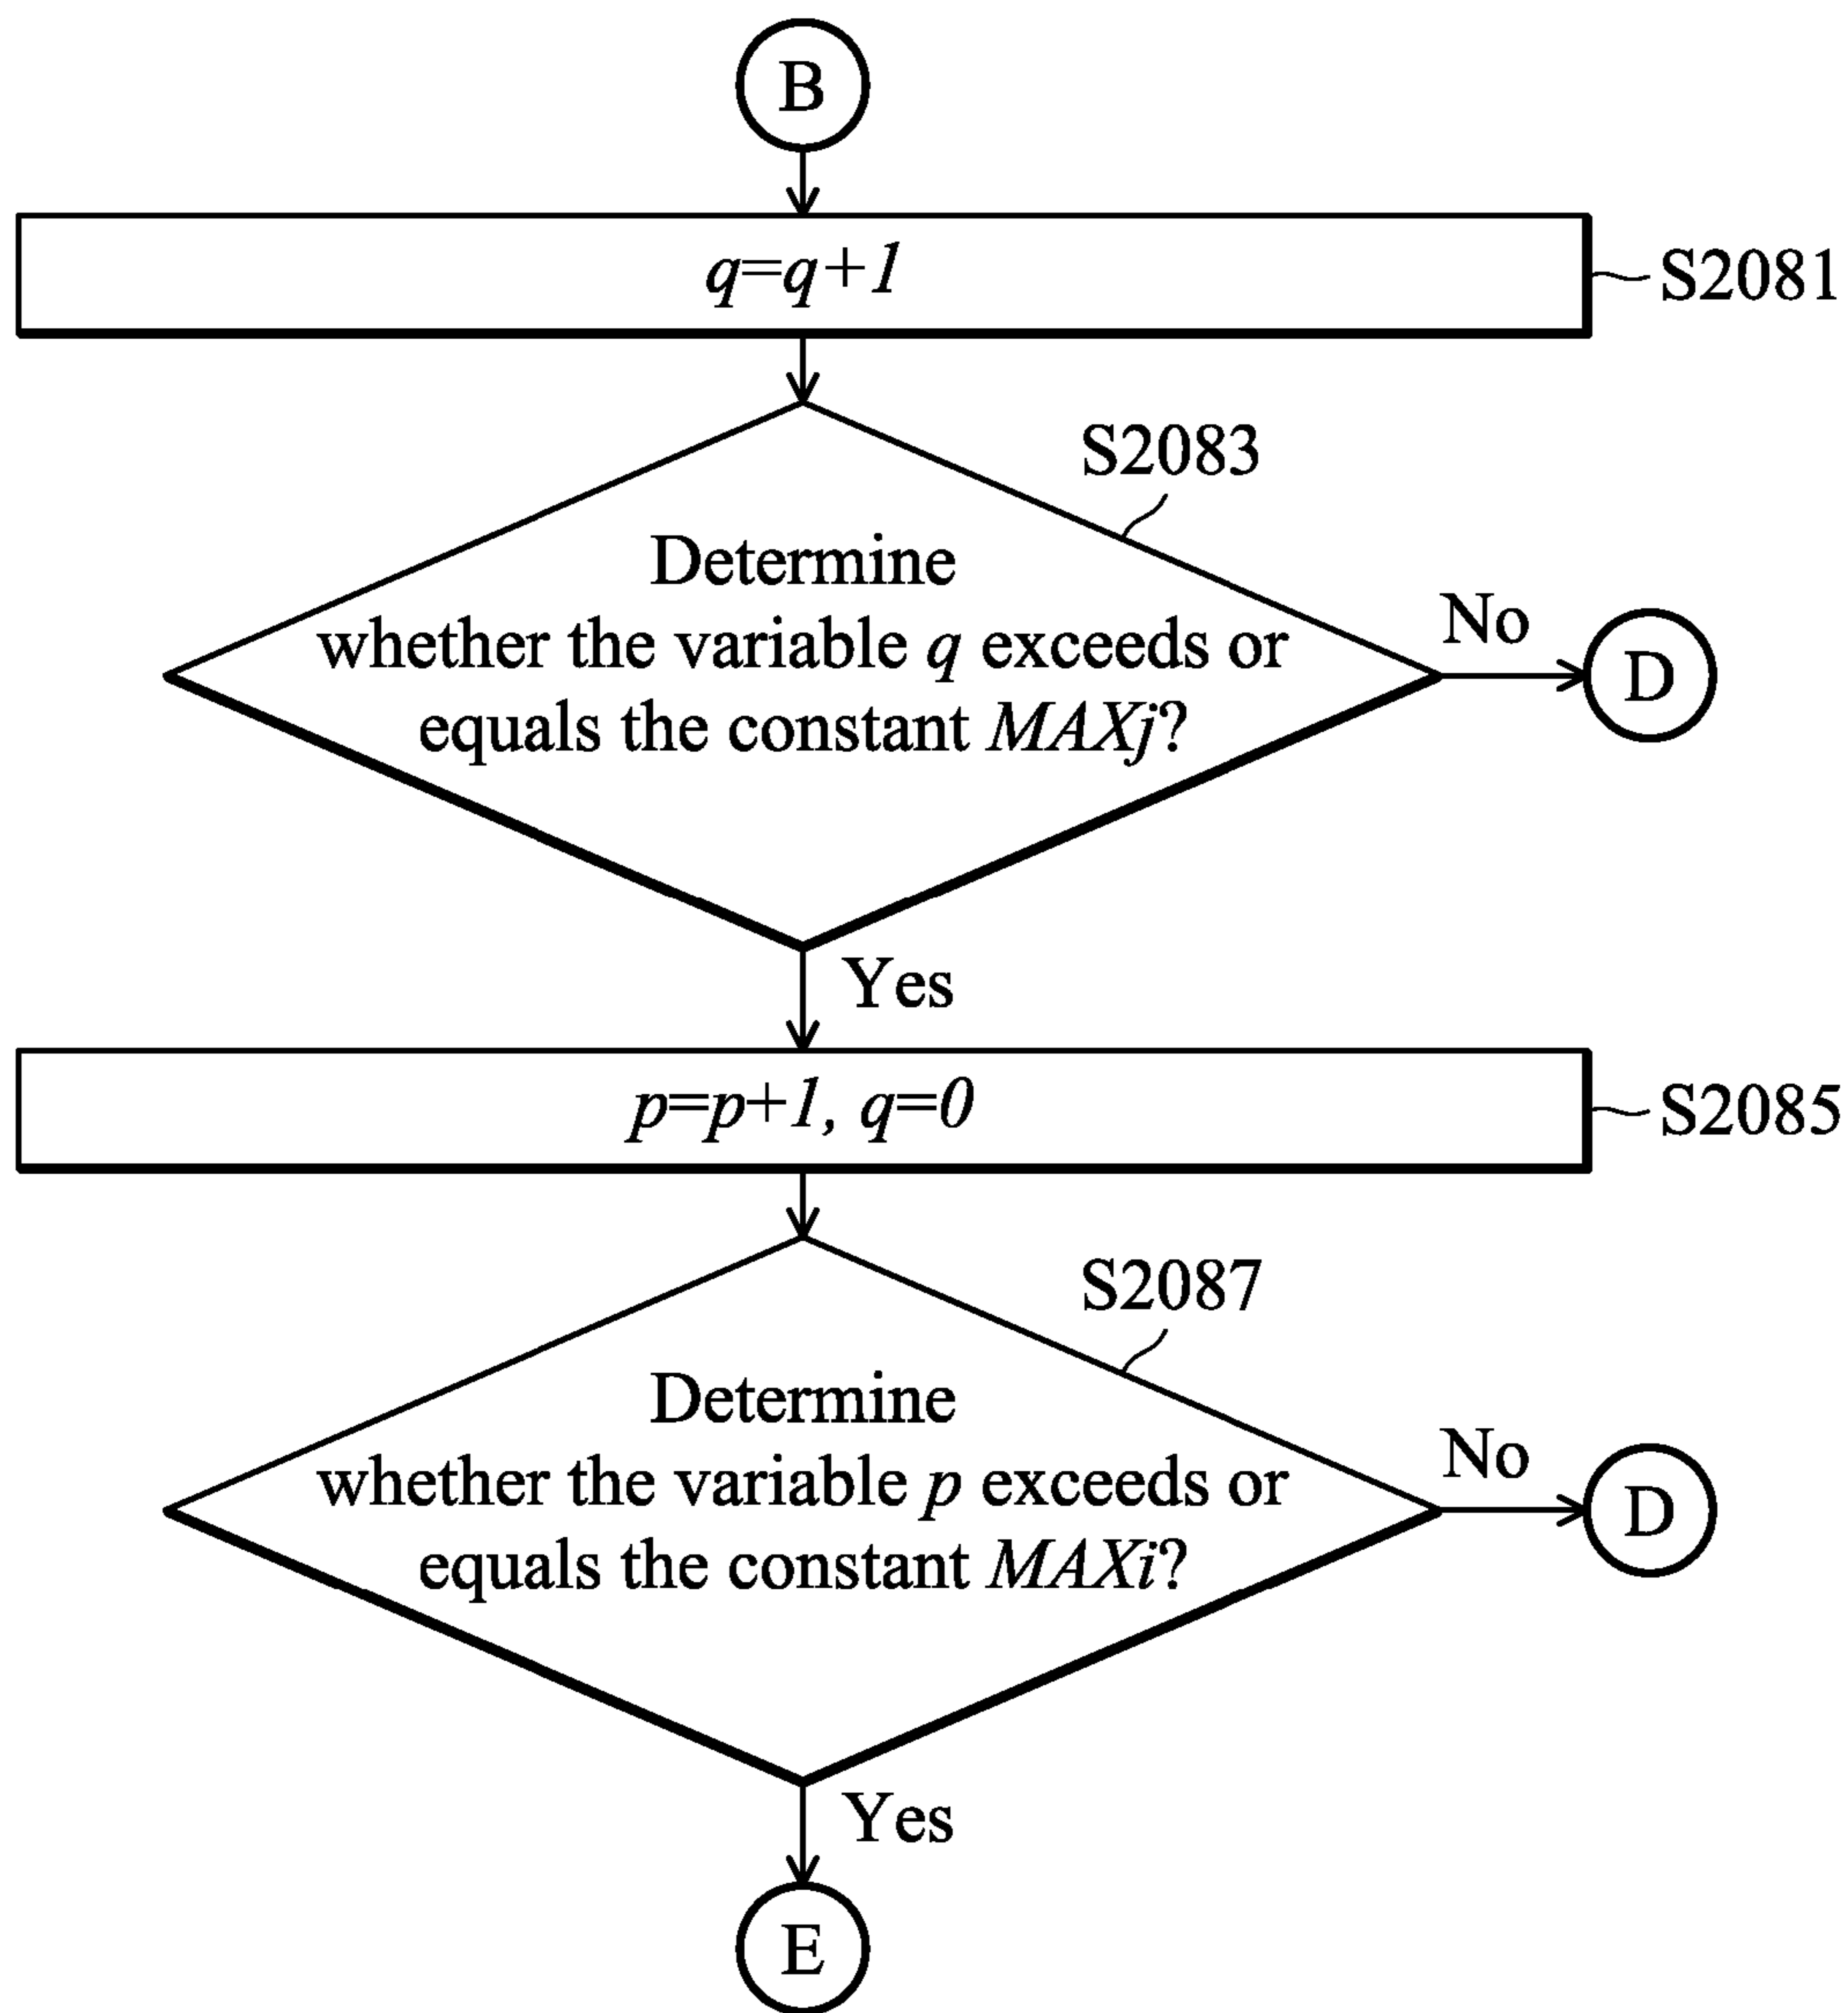 B
q=q+1
S2081
S2083
Determine
whether the variable q exceeds or
equals the constant MAXj?
No
D
Yes
p=p+1, q=0
S2085
S2087
Determine
whether the variable p exceeds or
equals the constant MAXi?
No
D
Yes
E